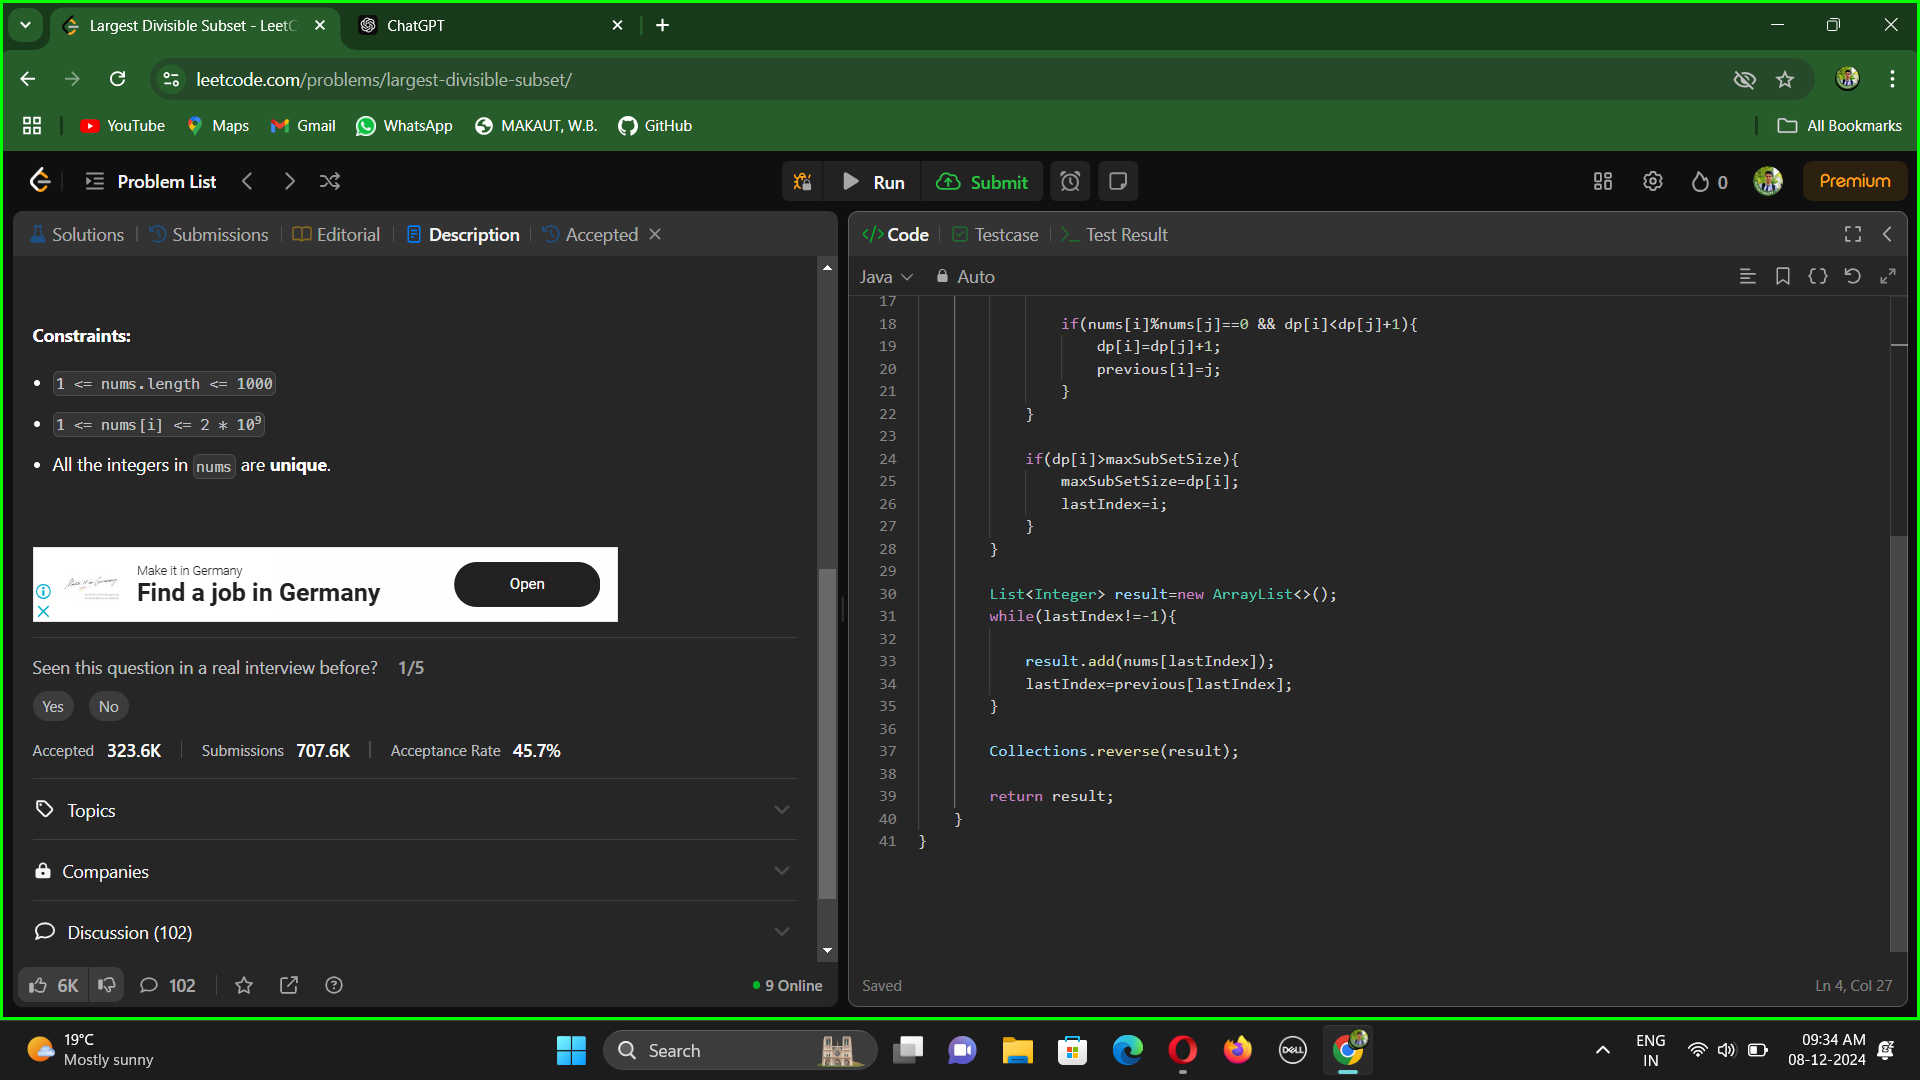 Largest Divisible Subset - LeetC
ChatGPT
leetcode.com/problems/largest-divisible-subset/
YouTube
Maps
Gmail
WhatsApp
MAKAUT, W.B.
GitHub
All Bookmarks
Problem List
Run
Submit
0
Premium
Solutions
Submissions
Editorial
Description
Accepted
Constraints:
1 <= nums.length <= 1000
1 <= nums[i] <= 2 * 10⁹
All the integers in nums are unique.
Make it in Germany
Find a job in Germany
Open
Seen this question in a real interview before? 1/5
Yes
No
Accepted 323.6K
Submissions 707.6K
Acceptance Rate 45.7%
Topics
Companies
Discussion (102)
6K
102
9 Online
Code
Testcase
Test Result
Java
Auto
17
18 if(nums[i]%nums[j]==0 && dp[i]<dp[j]+1){
19 dp[i]=dp[j]+1;
20 previous[i]=j;
21 }
22 }
23
24 if(dp[i]>maxSubSetSize){
25 maxSubSetSize=dp[i];
26 lastIndex=i;
27 }
28 }
29
30 List<Integer> result=new ArrayList<>();
31 while(lastIndex!=-1){
32
33 result.add(nums[lastIndex]);
34 lastIndex=previous[lastIndex];
35 }
36
37 Collections.reverse(result);
38
39 return result;
40 }
41 }
Saved
Ln 4, Col 27
19°C
Mostly sunny
Search
DELL
ENG
IN
09:34 AM
08-12-2024